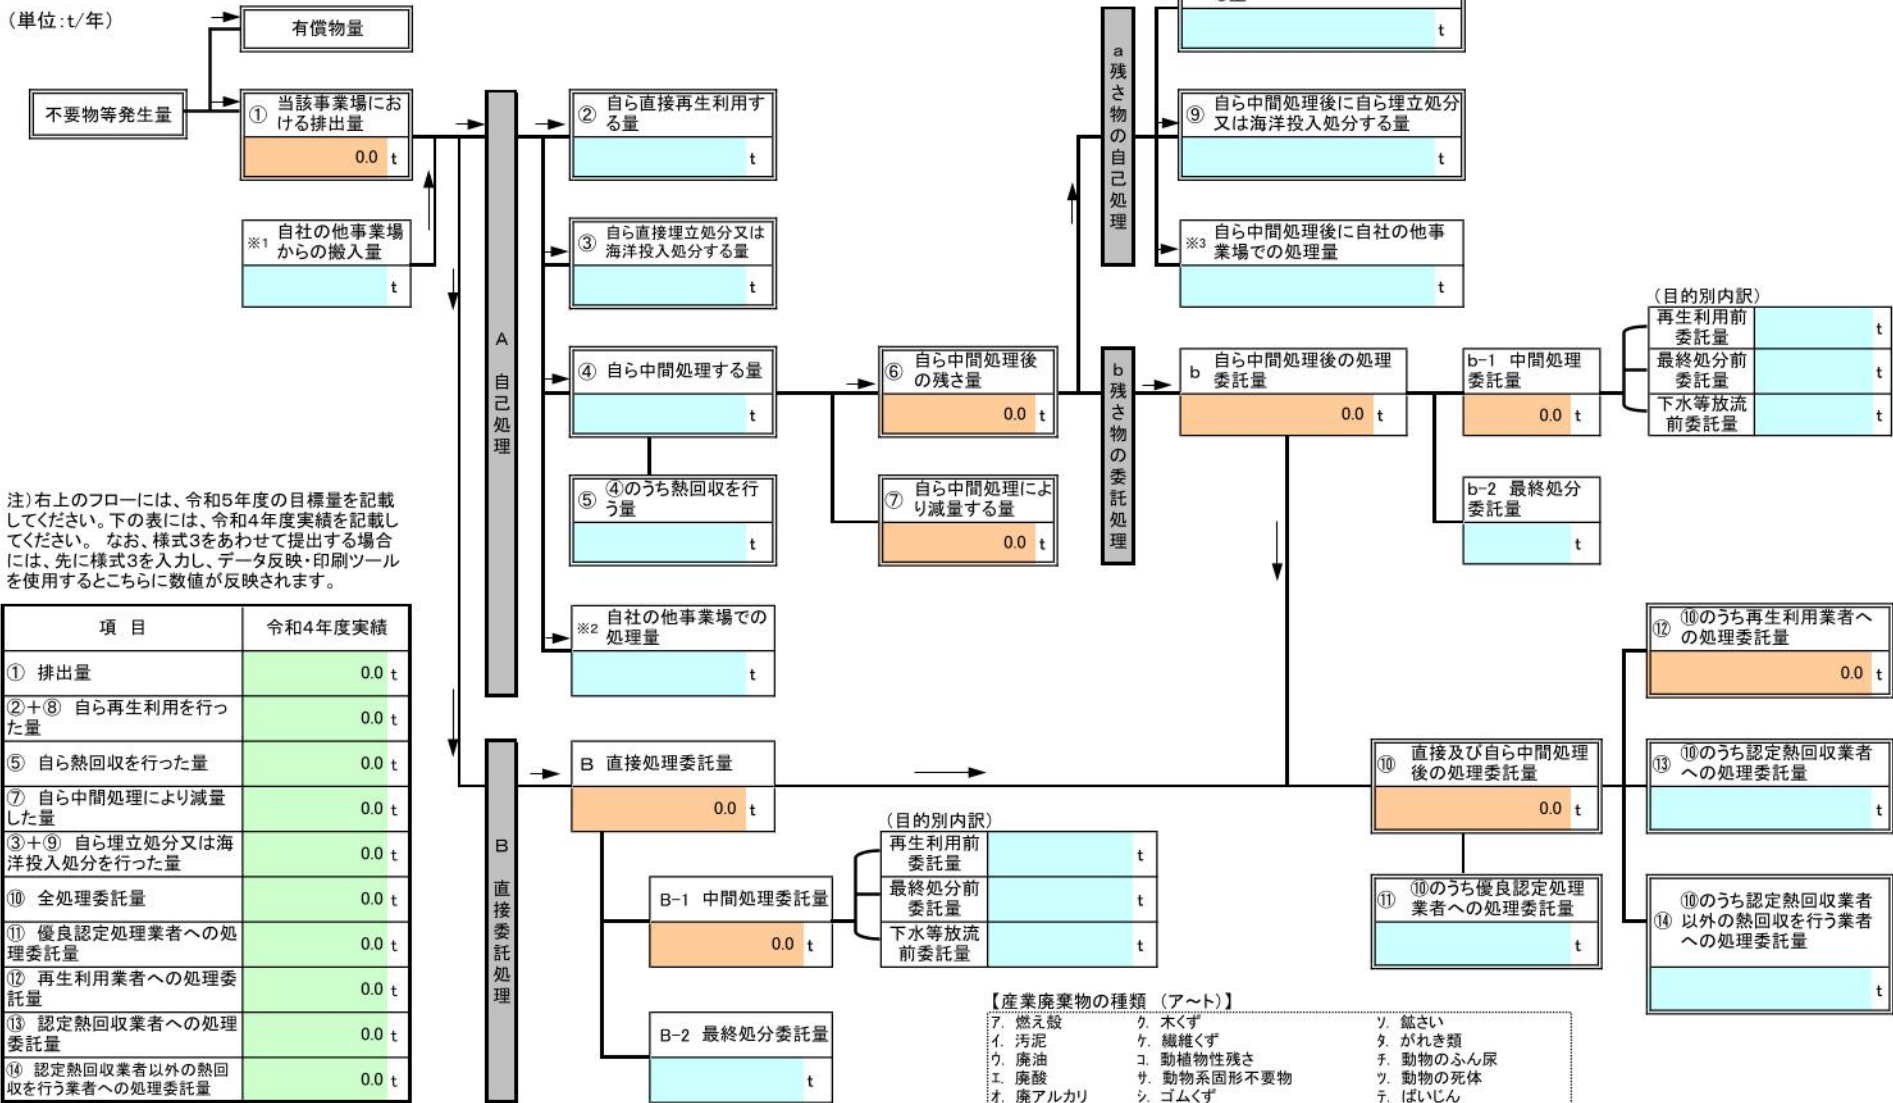 (単位:t/年)
有償物量
不要物等発生量
① 当該事業場にお
ける排出量
0.0 t
※1 自社の他事業場
からの搬入量
t
A 自己処理
② 自ら直接再生利用す
る量
t
③ 自ら直接埋立処分又は
海洋投入処分する量
t
④ 自ら中間処理する量
t
⑤ ④のうち熱回収を行
う量
t
※2 自社の他事業場での
処理量
t
⑥ 自ら中間処理後
の残さ量
0.0 t
⑦ 自ら中間処理によ
り減量する量
0.0 t
a 残さ物の自己処理
t
⑨ 自ら中間処理後に自ら埋立処分
又は海洋投入処分する量
t
※3 自ら中間処理後に自社の他事
業場での処理量
t
b 残さ物の委託処理
b 自ら中間処理後の処理
委託量
0.0 t
b-1 中間処理
委託量
0.0 t
(目的別内訳)
再生利用前
委託量
t
最終処分前
委託量
t
下水等放流
前委託量
t
b-2 最終処分
委託量
t
注)右上のフローには、令和5年度の目標量を記載
してください。下の表には、令和4年度実績を記載し
てください。 なお、様式3をあわせて提出する場合
には、先に様式3を入力し、データ反映・印刷ツール
を使用するとこちらに数値が反映されます。
項 目 令和4年度実績
① 排出量 0.0 t
②+⑧ 自ら再生利用を行っ
た量 0.0 t
⑤ 自ら熱回収を行った量 0.0 t
⑦ 自ら中間処理により減量
した量 0.0 t
③+⑨ 自ら埋立処分又は海
洋投入処分を行った量 0.0 t
⑩ 全処理委託量 0.0 t
⑪ 優良認定処理業者への処
理委託量 0.0 t
⑫ 再生利用業者への処理委
託量 0.0 t
⑬ 認定熱回収業者への処理
委託量 0.0 t
⑭ 認定熱回収業者以外の熱回
収を行う業者への処理委託量 0.0 t
B 直接委託処理
B 直接処理委託量
0.0 t
B-1 中間処理委託量
0.0 t
(目的別内訳)
再生利用前
委託量
t
最終処分前
委託量
t
下水等放流
前委託量
t
B-2 最終処分委託量
t
⑩ 直接及び自ら中間処理
後の処理委託量
0.0 t
⑪ ⑩のうち優良認定処理
業者への処理委託量
t
⑫ ⑩のうち再生利用業者へ
の処理委託量
0.0 t
⑬ ⑩のうち認定熱回収業者
への処理委託量
t
⑭ ⑩のうち認定熱回収業者
以外の熱回収を行う業者
への処理委託量
t
【産業廃棄物の種類 (ア~ト)】
ア. 燃え殻 ク. 木くず ソ. 鉱さい
イ. 汚泥 ケ. 繊維くず タ. がれき類
ウ. 廃油 コ. 動植物性残さ チ. 動物のふん尿
エ. 廃酸 サ. 動物系固形不要物 ツ. 動物の死体
オ. 廃アルカリ シ. ゴムくず テ. ばいじん